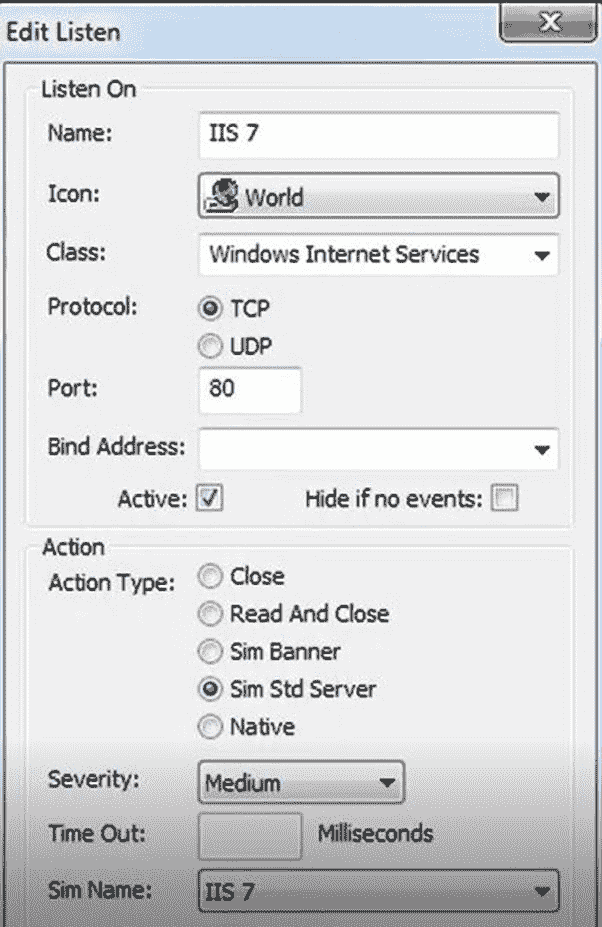 Edit Listen
Listen On
Name: IIS 7
Icon: World
Class: Windows Internet Services
Protocol: TCP
UDP
Port: 80
Bind Address:
Active: Hide if no events:
Action
Action Type: Close
Read And Close
Sim Banner
Sim Std Server
Native
Severity: Medium
Time Out: Milliseconds
Sim Name: IIS 7